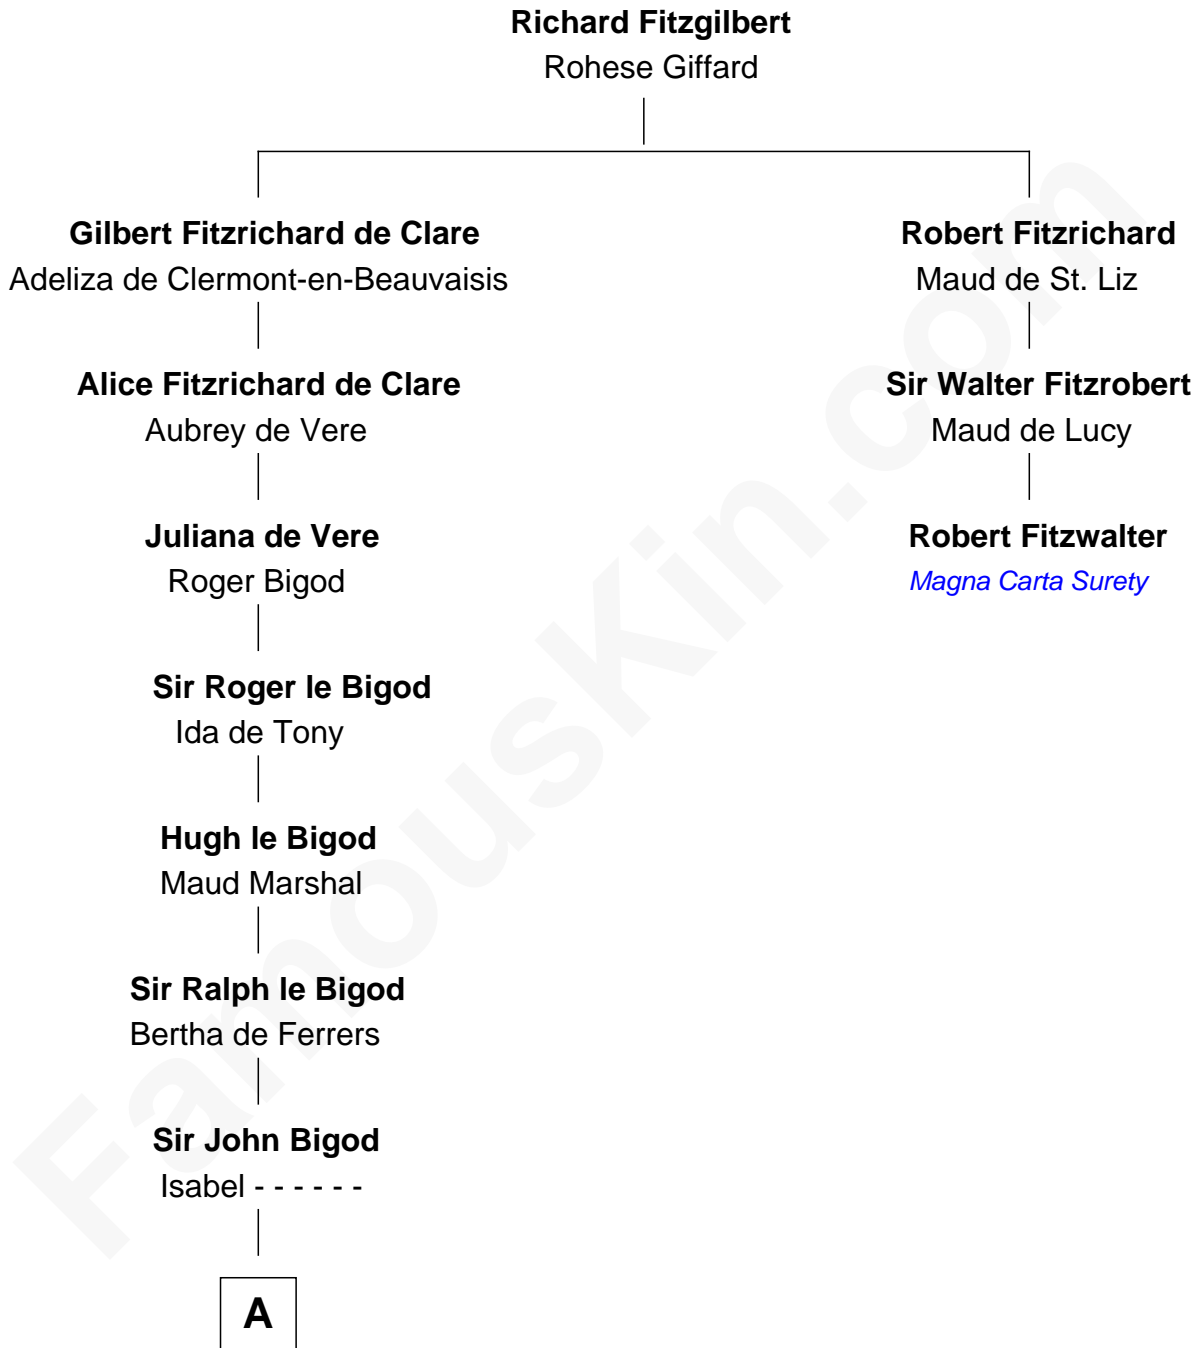 Richard Fitzgilbert
Rohese Giffard
Gilbert Fitzrichard de Clare
Adeliza de Clermont-en-Beauvaisis
Robert Fitzrichard
Maud de St. Liz
Alice Fitzrichard de Clare
Aubrey de Vere
Sir Walter Fitzrobert
Maud de Lucy
Juliana de Vere
Roger Bigod
Robert Fitzwalter
Magna Carta Surety
Sir Roger le Bigod
Ida de Tony
Hugh le Bigod
Maud Marshal
Sir Ralph le Bigod
Bertha de Ferrers
Sir John Bigod
Isabel - - - - - -
A
FamousKin.com